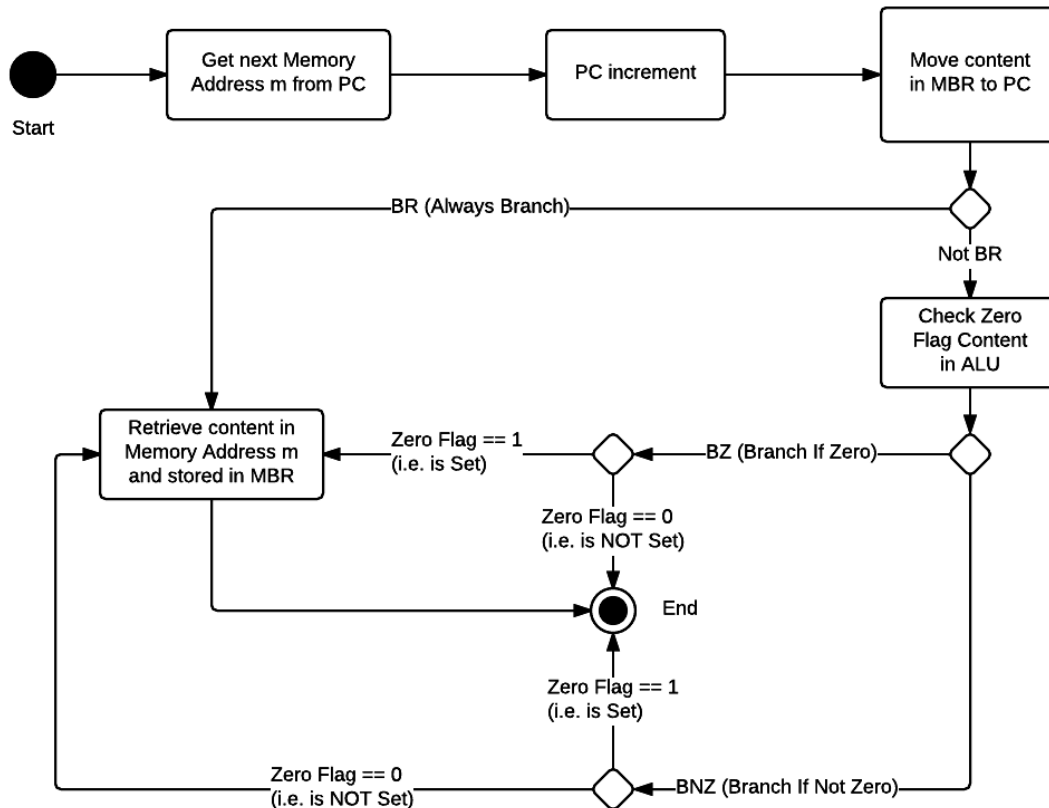 Get next Memory
Address m from PC
PC increment
Move content
in MBR to PC
Start
BR (Always Branch)
Not BR
Check Zero
Flag Content
in ALU
Retrieve content in
Memory Address m
and stored in MBR
Zero Flag == 1
(i.e. is Set)
BZ (Branch If Zero)
Zero Flag == 0
(i.e. is NOT Set)
End
Zero Flag == 1
(i.e. is Set)
Zero Flag == 0
(i.e. is NOT Set)
BNZ (Branch If Not Zero)